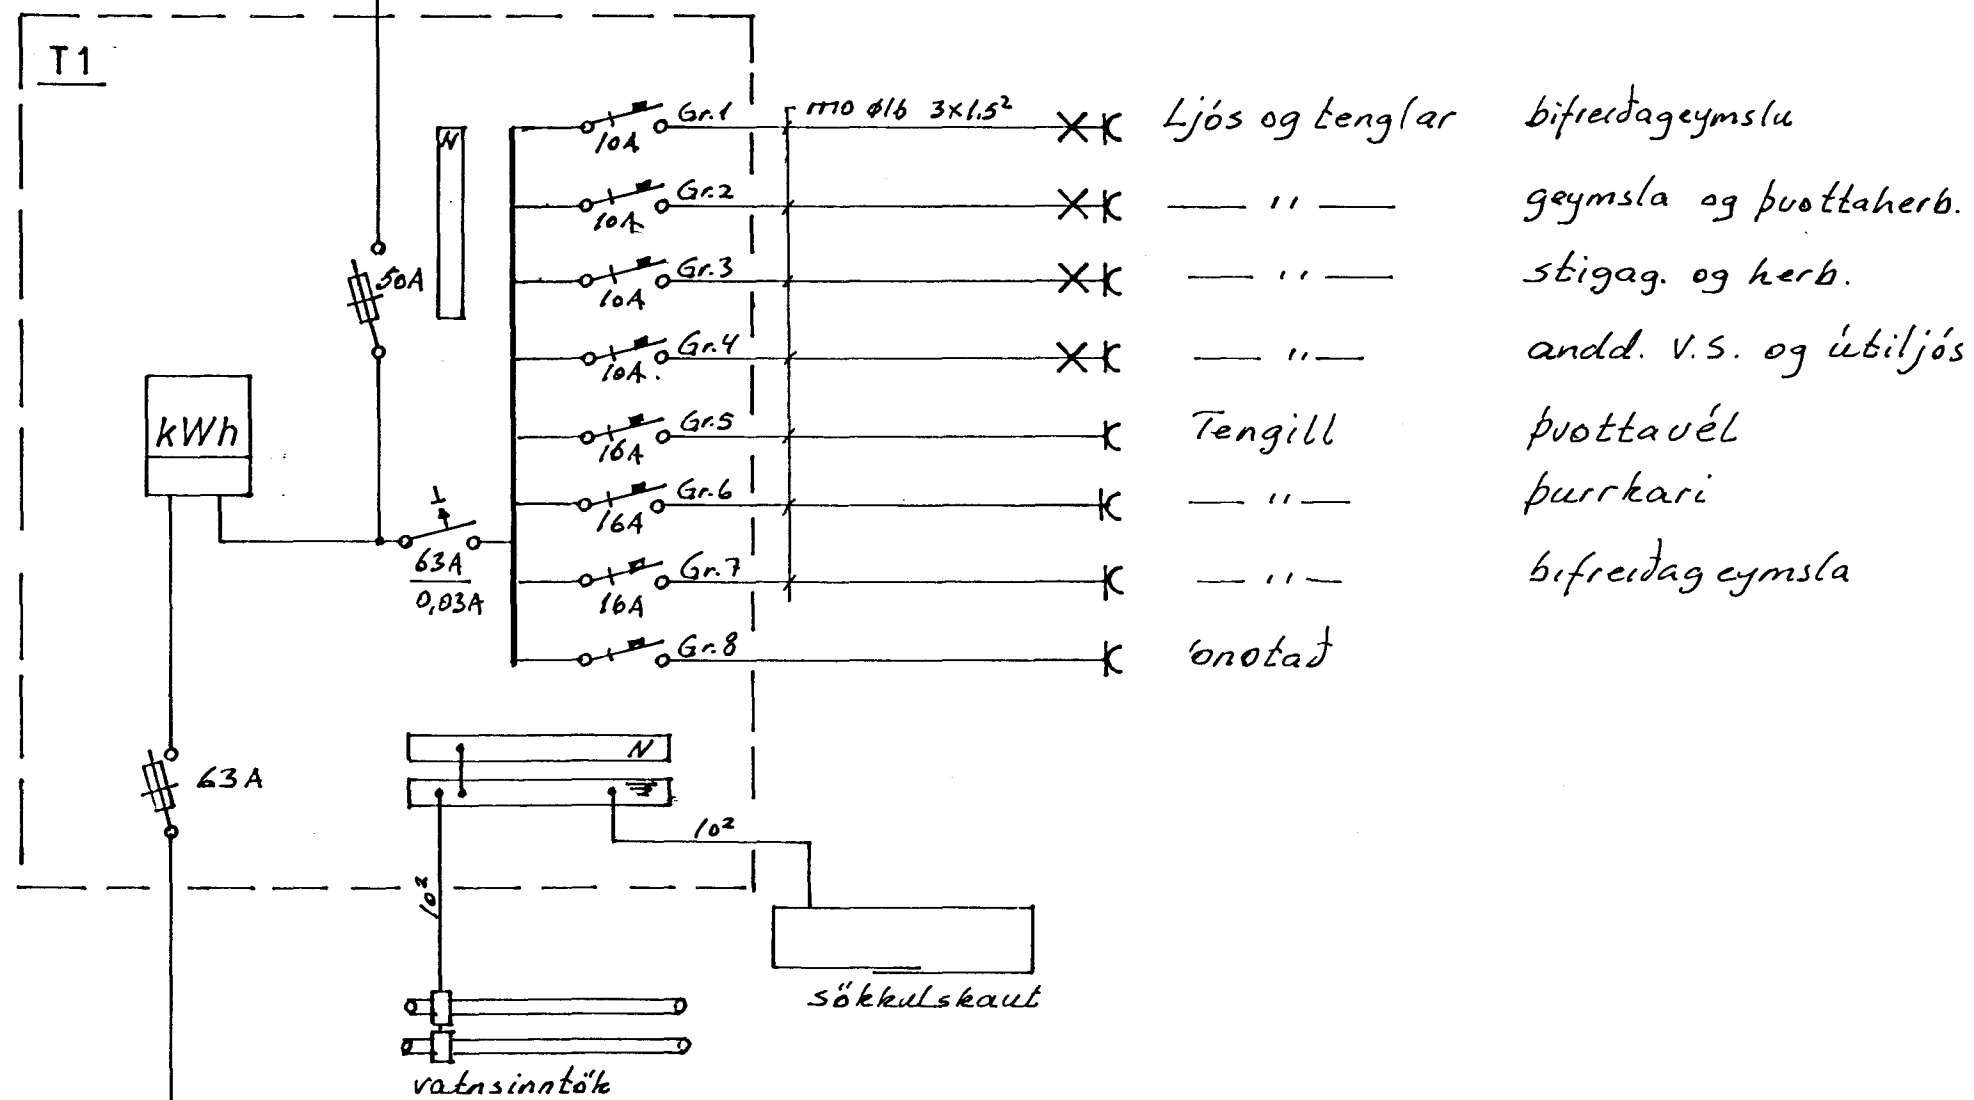 T1
Gr.1 mo ø16 3x1.5² Ljós og tenglar bifreiðageymslu
10A
N
Gr.2 — '' — geymsla og þvottaherb.
10A
Gr.3 — '' — stigag. og herb.
50A
10A
Gr.4 — '' — andd. V.S. og útiljós
10A.
Gr.5 Tengill þvottavél
kWh
16A
Gr.6 — '' — þurrkari
16A
Gr.7 — '' — bifreiðageymsla
63A
0,03A
16A
Gr.8 ónotað
N
63A
10²
10²
sökkulskaut
vatnsinntök